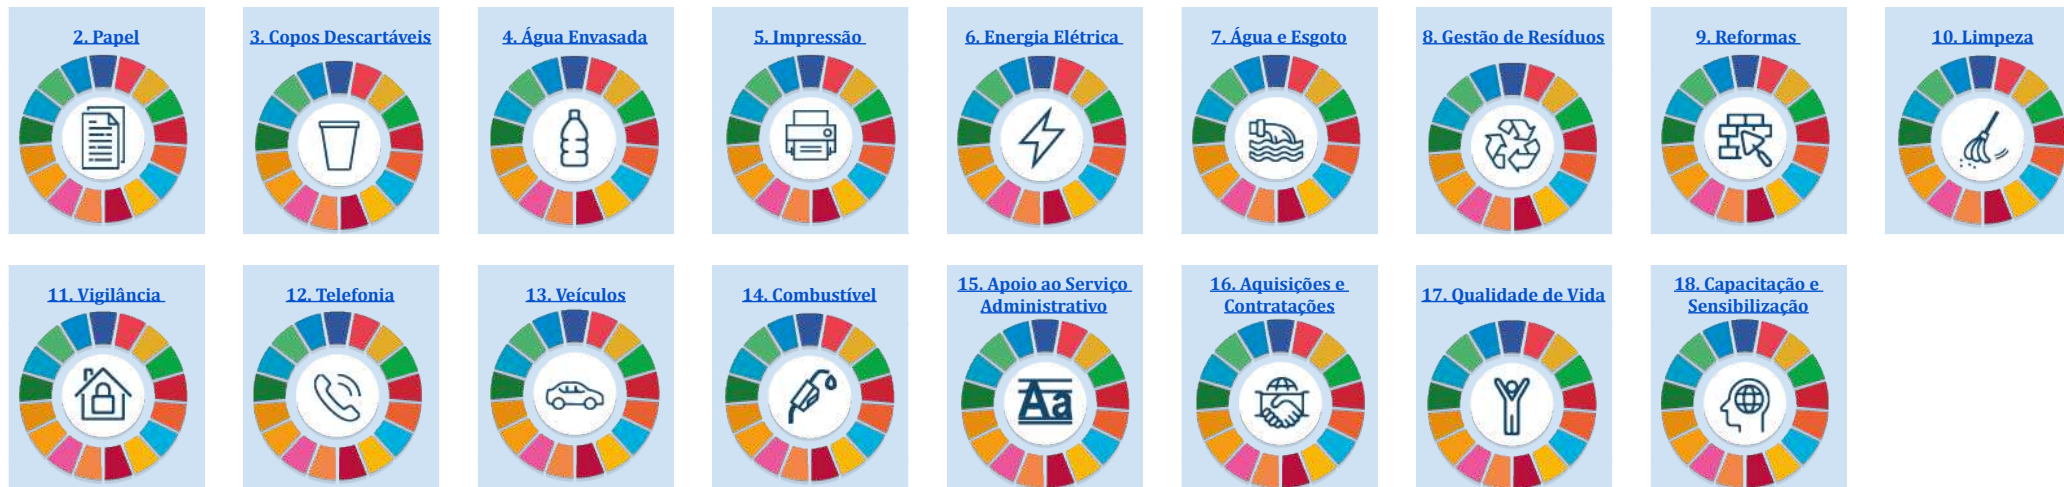 2. Papel
3. Copos Descartáveis
4. Água Envasada
5. Impressão
6. Energia Elétrica
7. Água e Esgoto
8. Gestão de Resíduos
9. Reformas
10. Limpeza
11. Vigilância
12. Telefonia
13. Veículos
14. Combustível
15. Apoio ao Serviço
Administrativo
16. Aquisições e
Contratações
17. Qualidade de Vida
18. Capacitação e
Sensibilização
Aa